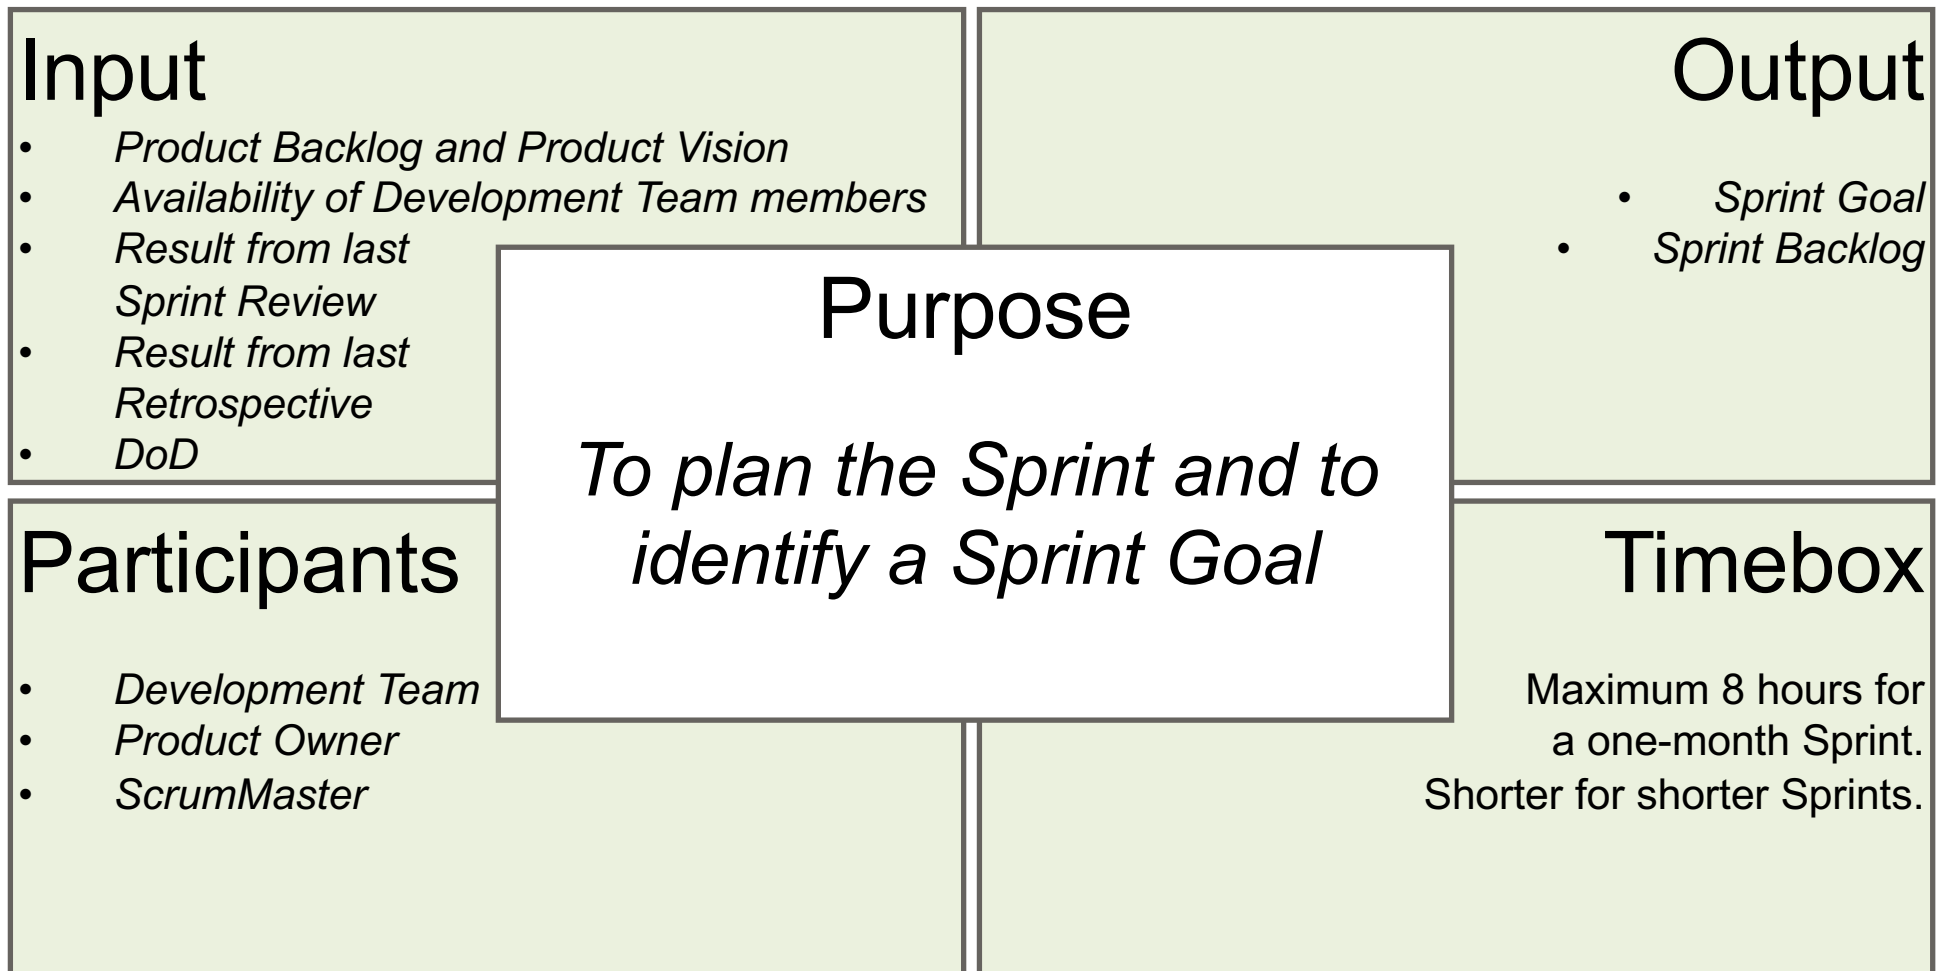 Input
• Product Backlog and Product Vision
• Availability of Development Team members
• Result from last
Sprint Review
• Result from last
Retrospective
• DoD
Output
• Sprint Goal
• Sprint Backlog
Purpose
To plan the Sprint and to
identify a Sprint Goal
Participants
• Development Team
• Product Owner
• ScrumMaster
Timebox
Maximum 8 hours for
a one-month Sprint.
Shorter for shorter Sprints.